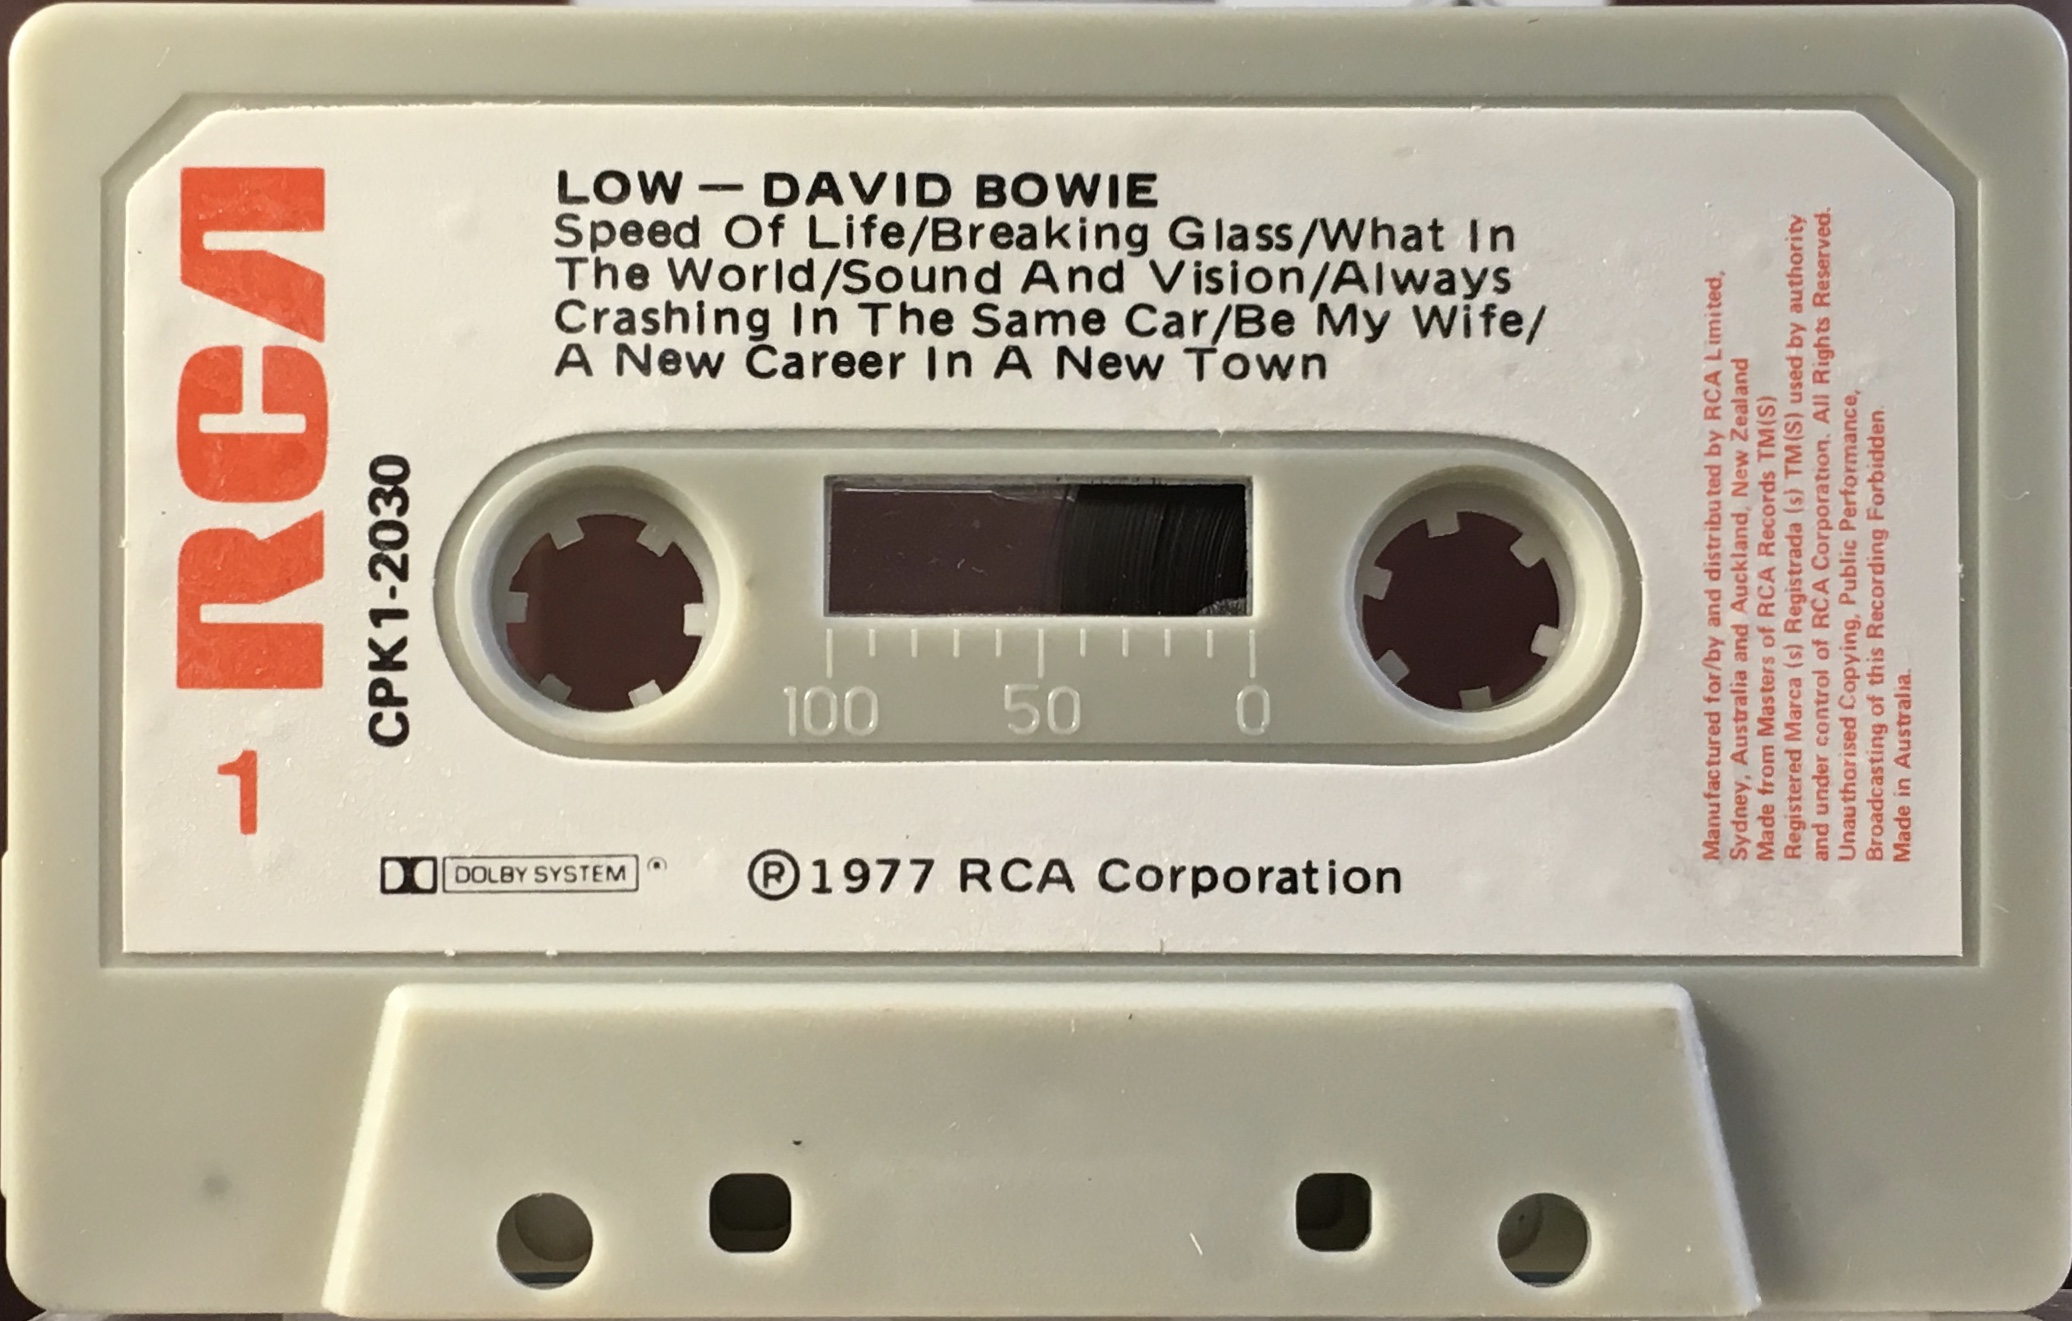 RCA
1
CPK1-2030
LOW — DAVID BOWIE
Speed Of Life/Breaking Glass/What In
The World/Sound And Vision/Always
Crashing In The Same Car/Be My Wife/
A New Career In A New Town
100 50 0
DOLBY SYSTEM
℗1977 RCA Corporation
Manufactured for/by and distributed by RCA Limited,
Sydney, Australia and Auckland, New Zealand
Made from Masters of RCA Records TM(S)
Registered Marca (s) Registrada (s) TM(S) used by authority
and under control of RCA Corporation. All Rights Reserved.
Unauthorised Copying, Public Performance,
Broadcasting of this Recording Forbidden.
Made in Australia.